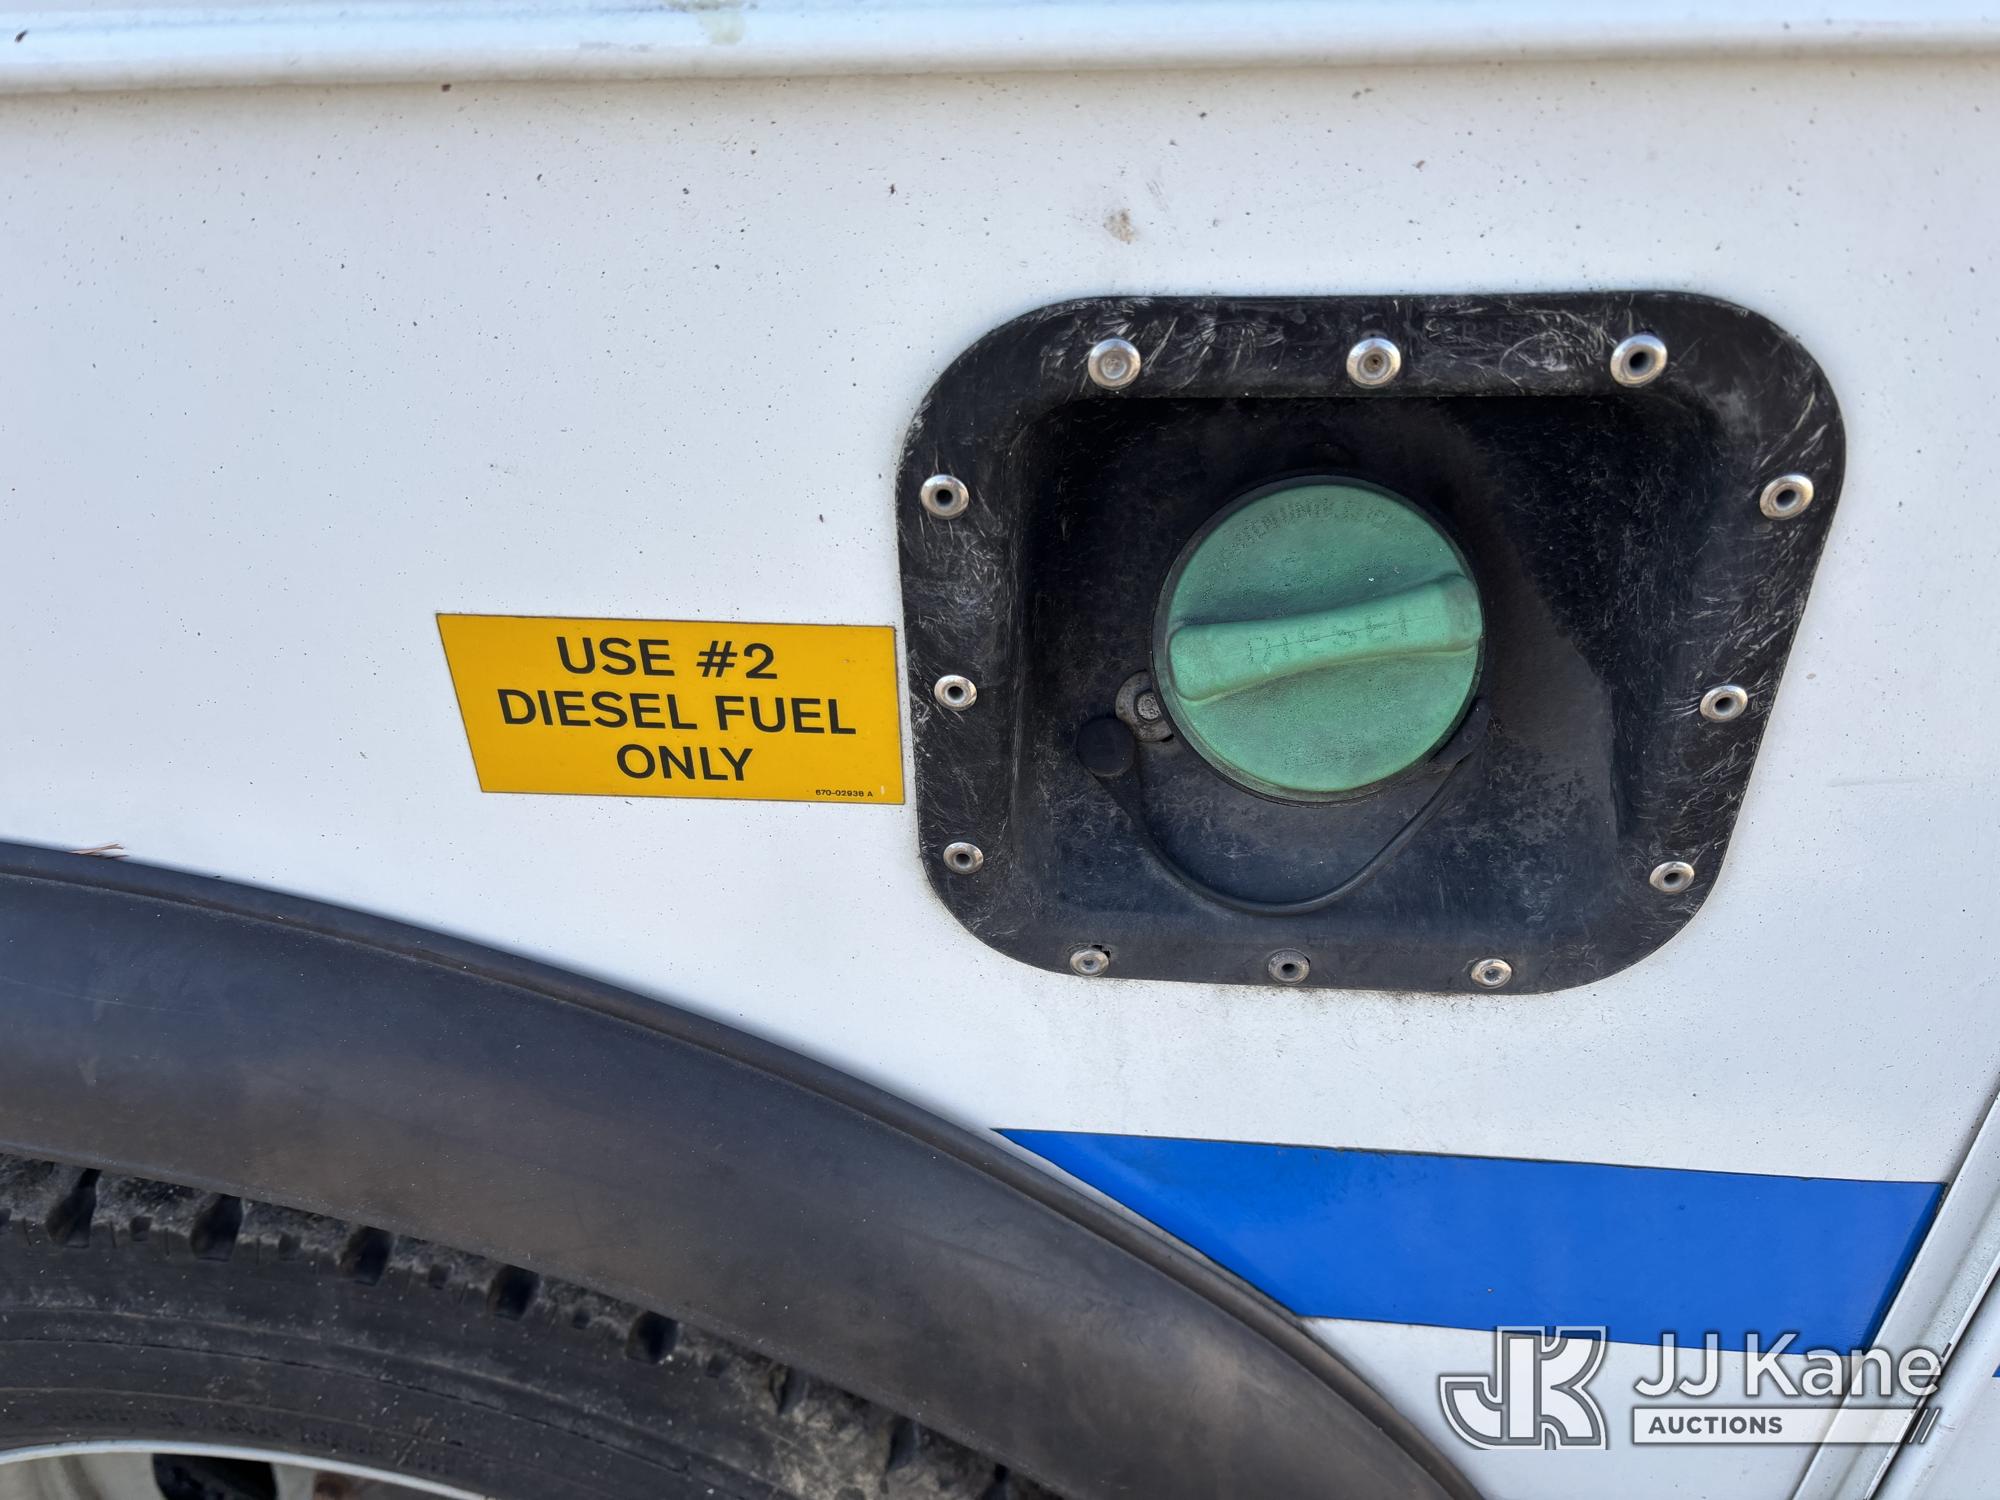 USE #2
DIESEL FUEL
ONLY
670-02938 A
DIESEL
JJ Kane
AUCTIONS